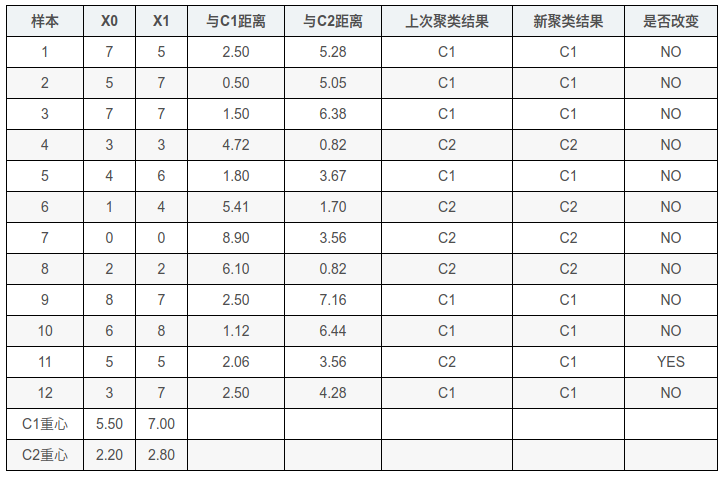 样本 X0 X1 与C1距离 与C2距离 上次聚类结果 新聚类结果 是否改变
1 7 5 2.50 5.28 C1 C1 NO
2 5 7 0.50 5.05 C1 C1 NO
3 7 7 1.50 6.38 C1 C1 NO
4 3 3 4.72 0.82 C2 C2 NO
5 4 6 1.80 3.67 C1 C1 NO
6 1 4 5.41 1.70 C2 C2 NO
7 0 0 8.90 3.56 C2 C2 NO
8 2 2 6.10 0.82 C2 C2 NO
9 8 7 2.50 7.16 C1 C1 NO
10 6 8 1.12 6.44 C1 C1 NO
11 5 5 2.06 3.56 C2 C1 YES
12 3 7 2.50 4.28 C1 C1 NO
C1重心 5.50 7.00
C2重心 2.20 2.80